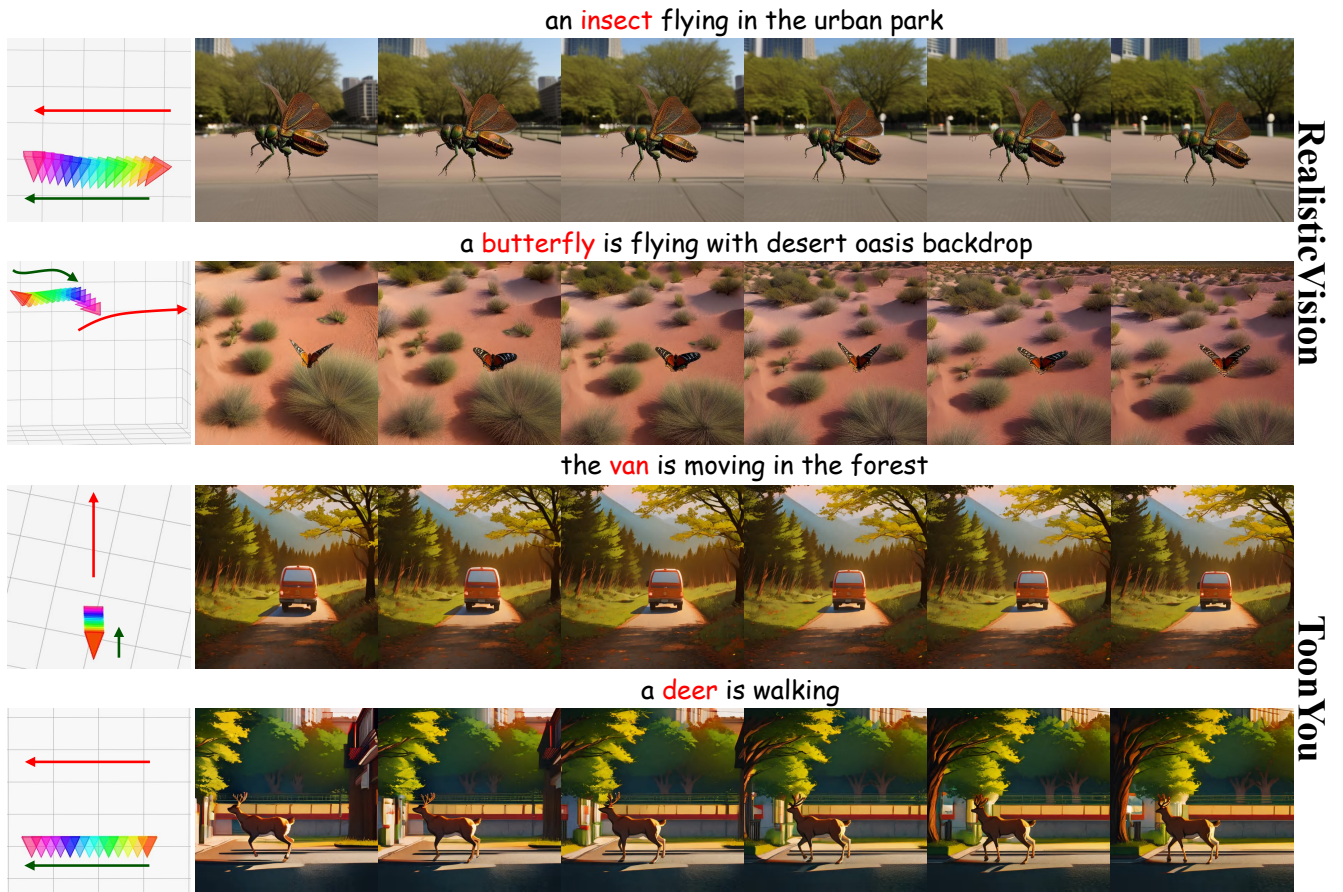 an insect flying in the urban park
a butterfly is flying with desert oasis backdrop
RealisticVision
the van is moving in the forest
a deer is walking
ToonYou